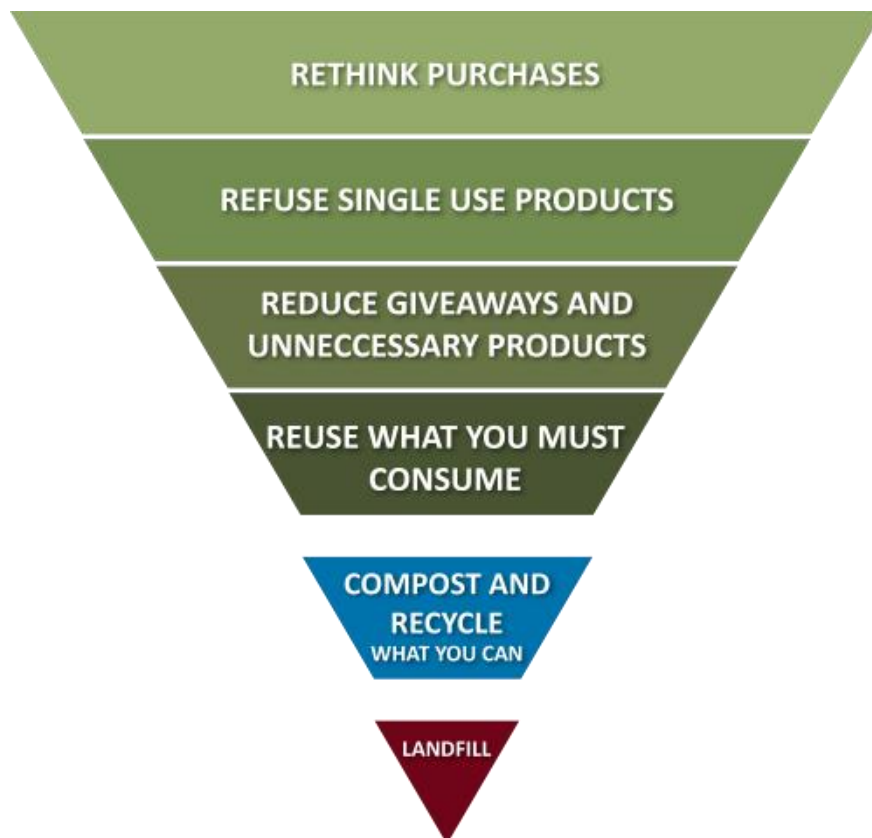 RETHINK PURCHASES
REFUSE SINGLE USE PRODUCTS
REDUCE GIVEAWAYS AND
UNNECCESSARY PRODUCTS
REUSE WHAT YOU MUST
CONSUME
COMPOST AND
RECYCLE
WHAT YOU CAN
LANDFILL